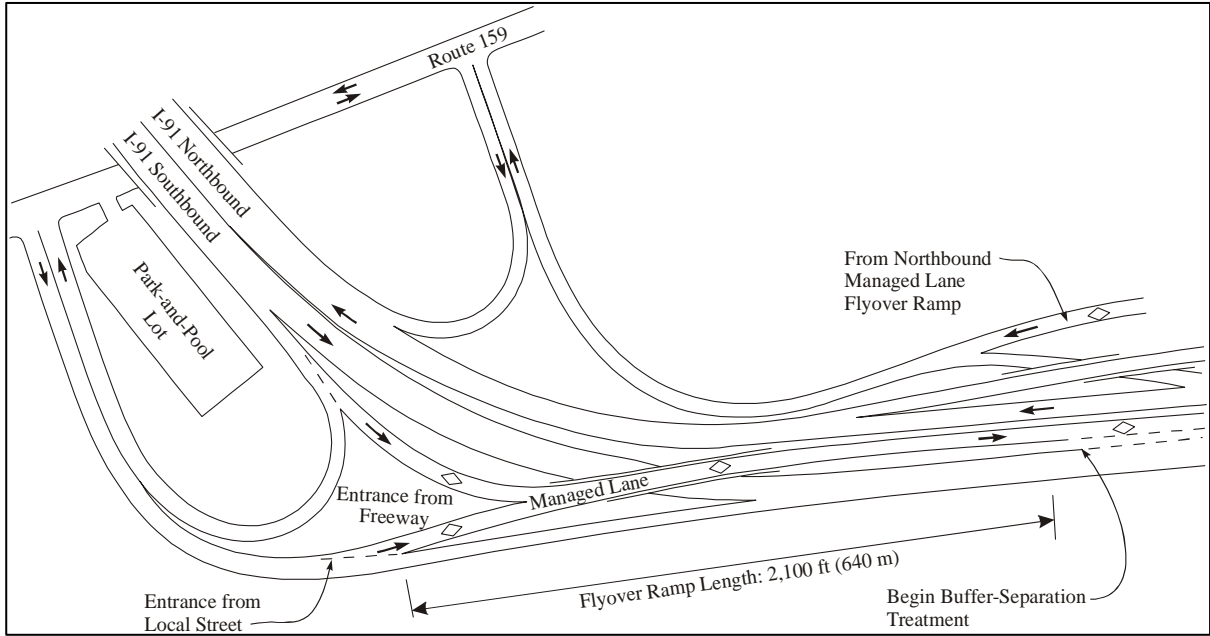 Route 159
I-91 Northbound
I-91 Southbound
Park-and-Pool
Lot
From Northbound
Managed Lane
Flyover Ramp
Entrance from
Freeway
Managed Lane
Flyover Ramp Length: 2,100 ft (640 m)
Entrance from
Local Street
Begin Buffer-Separation
Treatment